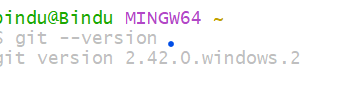 bindu@Bindu MINGW64 ~
$ git --version
git version 2.42.0.windows.2